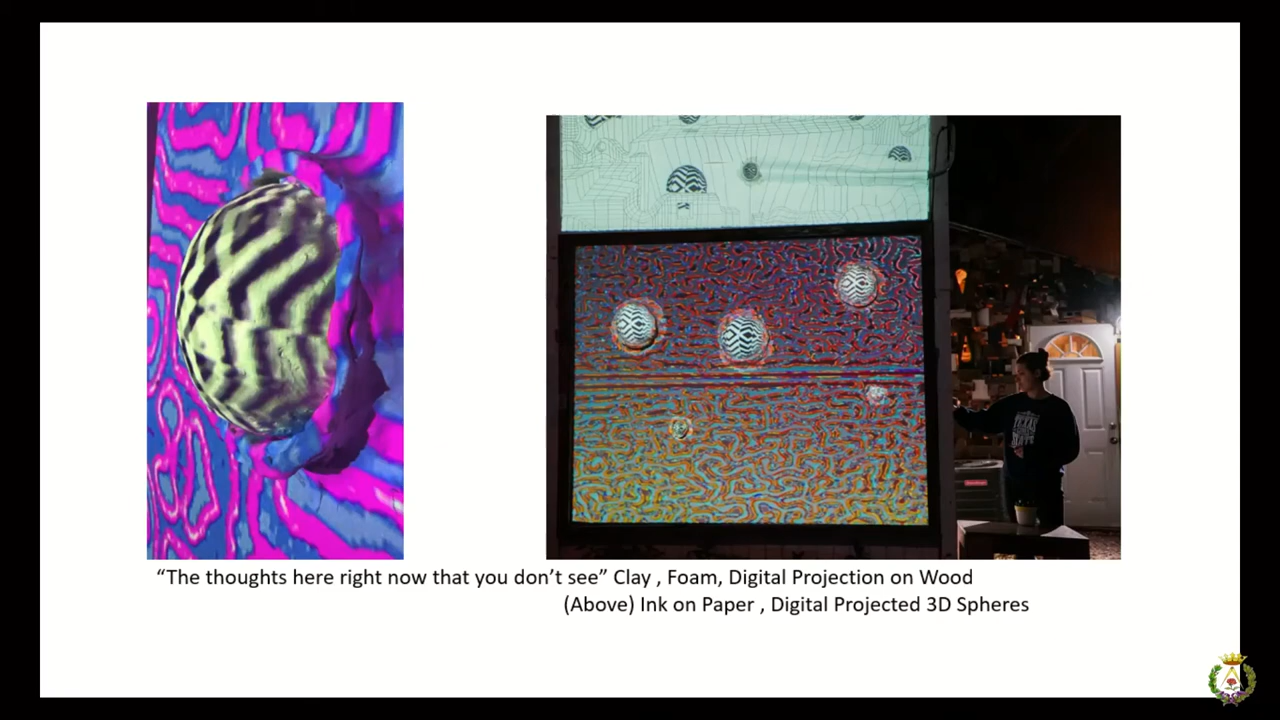 “The thoughts here right now that you don’t see” Clay , Foam, Digital Projection on Wood
(Above) Ink on Paper , Digital Projected 3D Spheres